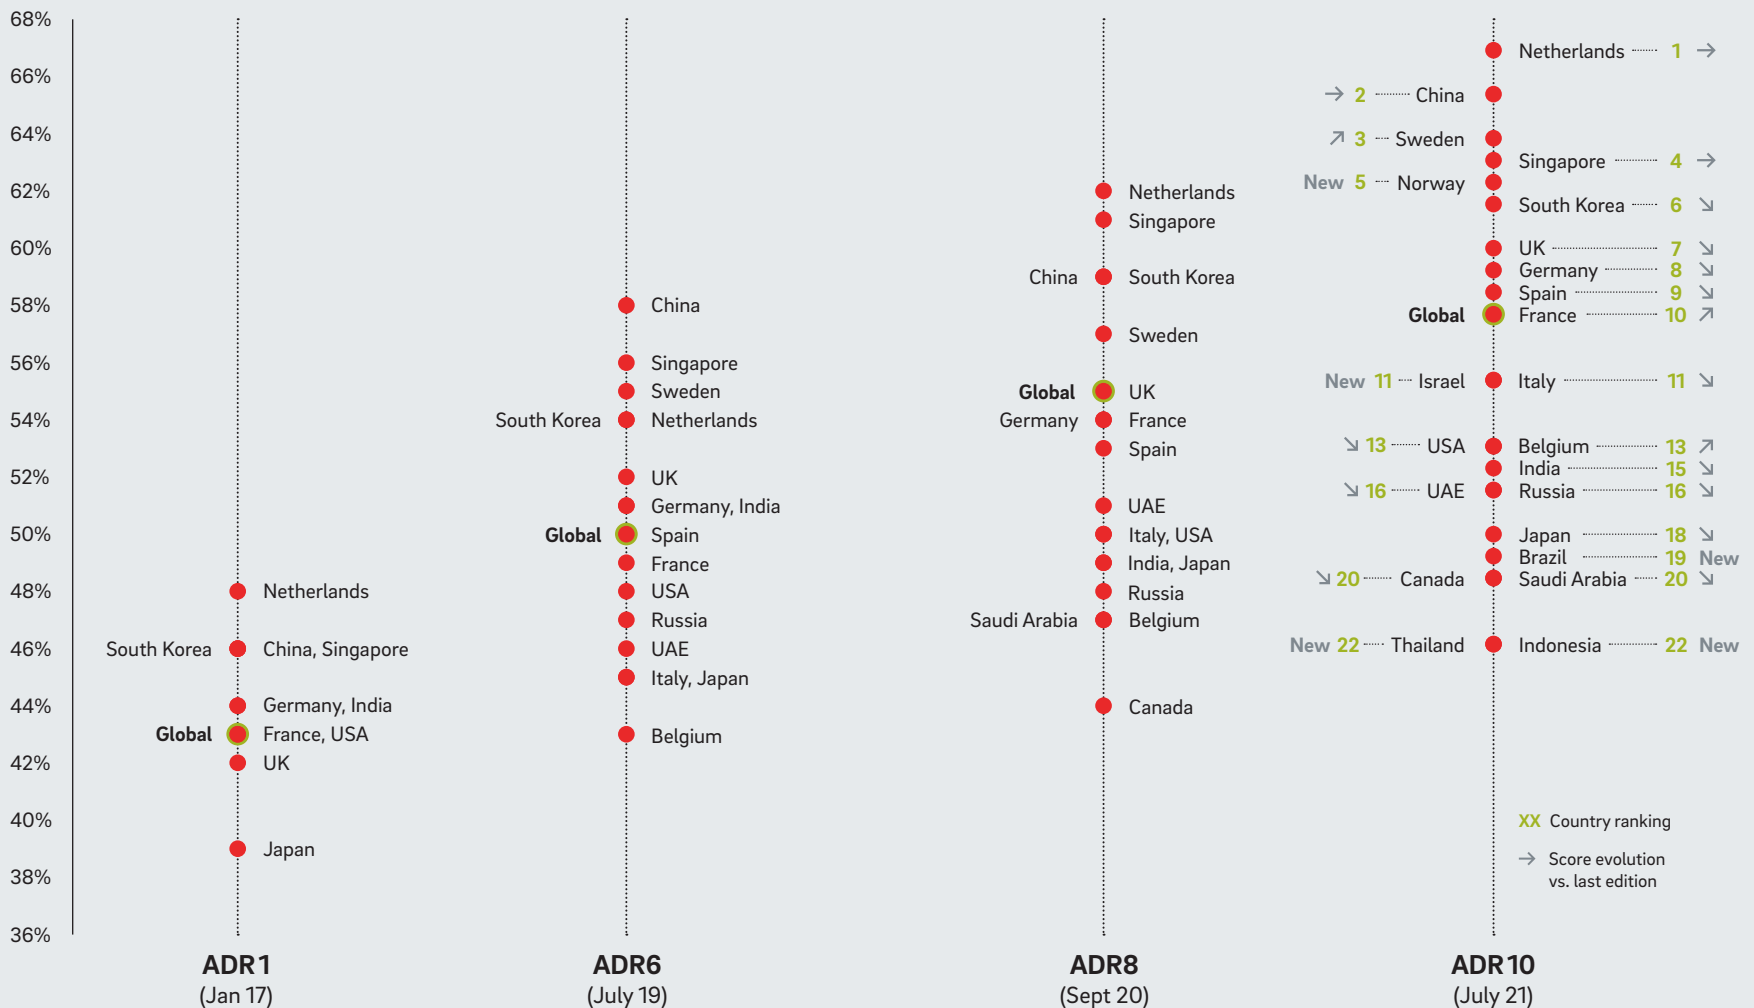 68%
66%
64%
62%
60%
58%
56%
54%
52%
50%
48%
46%
44%
42%
40%
38%
36%
Netherlands
South Korea China, Singapore
Germany, India
Global France, USA
UK
Japan
ADR 1
(Jan 17)
China
Singapore
Sweden
South Korea Netherlands
UK
Germany, India
Global Spain
France
USA
Russia
UAE
Italy, Japan
Belgium
ADR6
(July 19)
Netherlands
Singapore
China South Korea
Sweden
Global UK
Germany France
Spain
UAE
Italy, USA
India, Japan
Russia
Saudi Arabia Belgium
Canada
ADR8
(Sept 20)
Netherlands 1 →
→ 2 China
↗ 3 Sweden
Singapore 4 →
New 5 Norway
South Korea 6 ↘
UK 7 ↘
Germany 8 ↘
Spain 9 ↘
Global France 10 ↗
New 11 Israel Italy 11 ↘
↘ 13 USA Belgium 13 ↗
India 15 ↘
↘ 16 UAE Russia 16 ↘
Japan 18 ↘
Brazil 19 New
↘ 20 Canada Saudi Arabia 20 ↘
New 22 Thailand Indonesia 22 New
XX Country ranking
→ Score evolution
vs. last edition
ADR 10
(July 21)